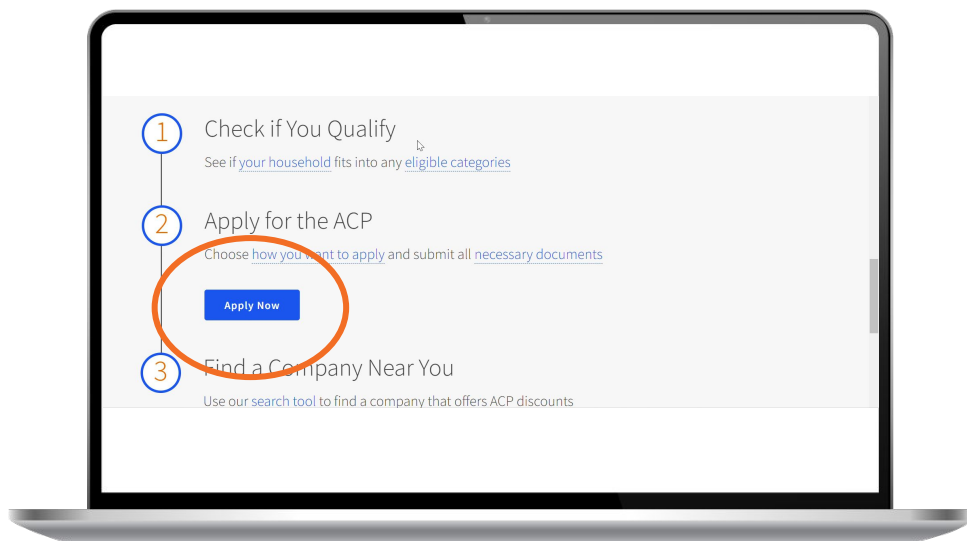 1
Check if You Qualify
See if your household fits into any eligible categories
2
Apply for the ACP
Choose how you want to apply and submit all necessary documents
Apply Now
3
Find a Company Near You
Use our search tool to find a company that offers ACP discounts